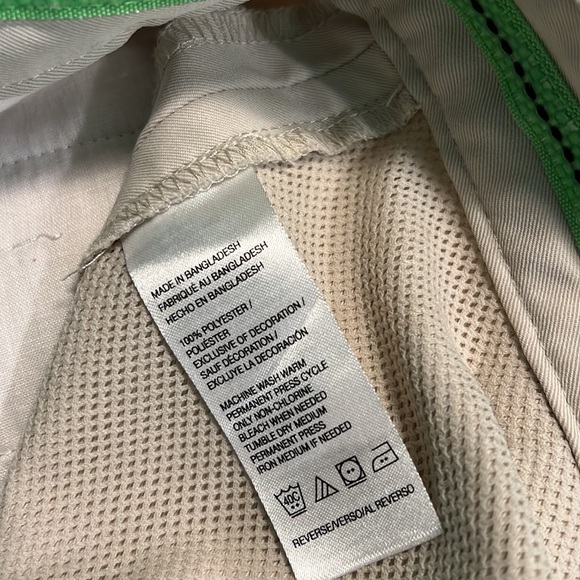 MADE IN BANGLADESH
FABRIQUÉ AU BANGLADESH
HECHO EN BANGLADESH
100% POLYESTER /
POLIÉSTER
EXCLUSIVE OF DECORATION /
SAUF DÉCORATION /
EXCLUYE LA DECORACIÓN
MACHINE WASH WARM
PERMANENT PRESS CYCLE
ONLY NON-CHLORINE
BLEACH WHEN NEEDED
TUMBLE DRY MEDIUM
PERMANENT PRESS
IRON MEDIUM IF NEEDED
40C
REVERSE/VERSO/AL REVERSO